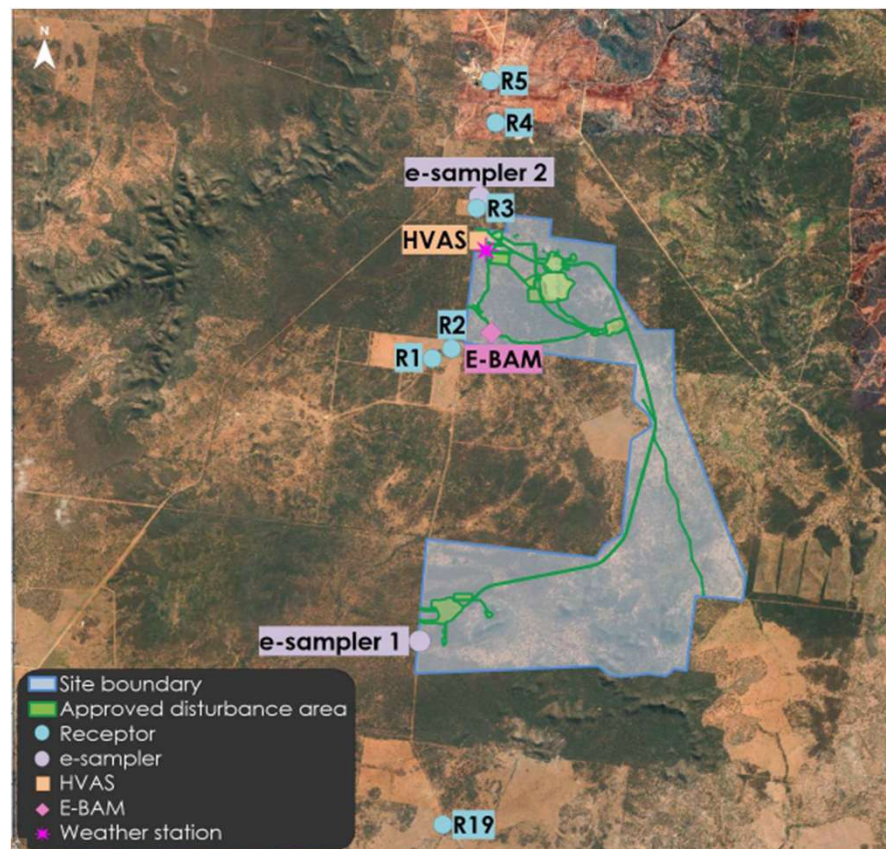 N
R5
R4
e-sampler 2
R3
HVAS
R2
R1
E-BAM
e-sampler 1
Site boundary
Approved disturbance area
Receptor
e-sampler
HVAS
E-BAM
Weather station
R19